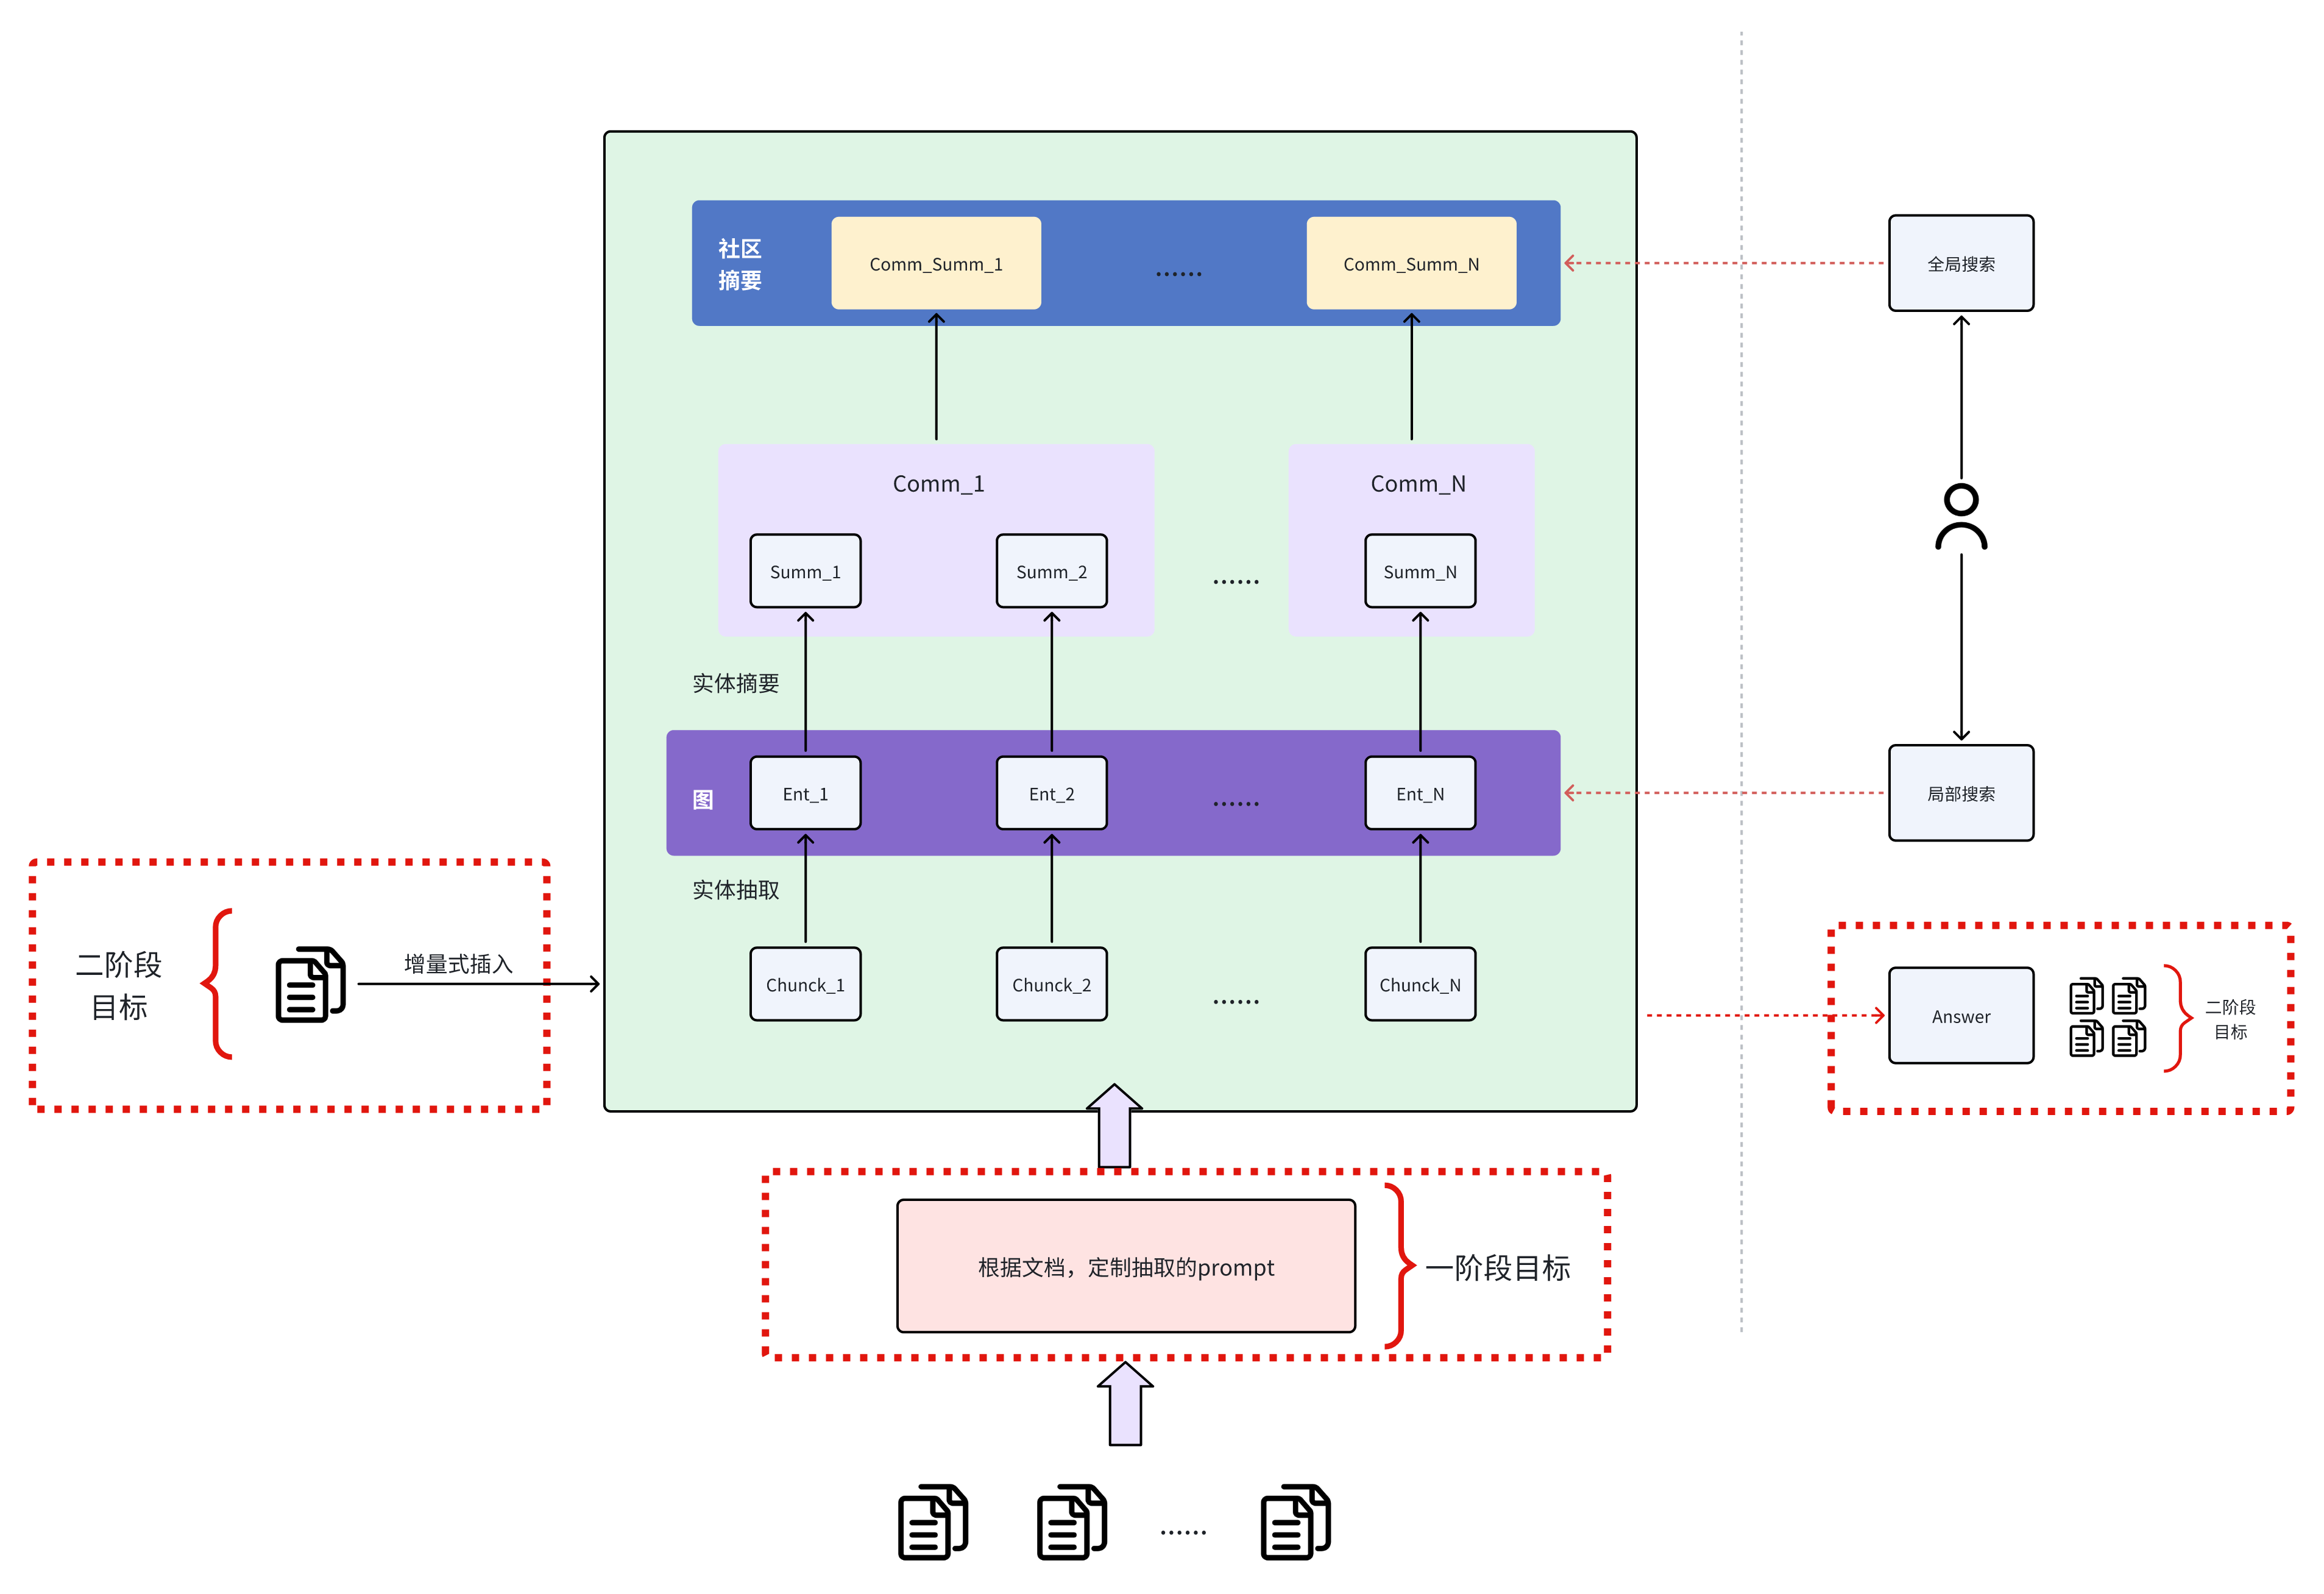 社区
摘要
Comm_Summ_1
......
Comm_Summ_N
全局搜索
Comm_1
Comm_N
Summ_1
Summ_2
......
Summ_N
实体摘要
图
Ent_1
Ent_2
......
Ent_N
局部搜索
实体抽取
二阶段
目标
增量式插入
Chunck_1
Chunck_2
......
Chunck_N
Answer
二阶段
目标
根据文档，定制抽取的prompt
一阶段目标
......